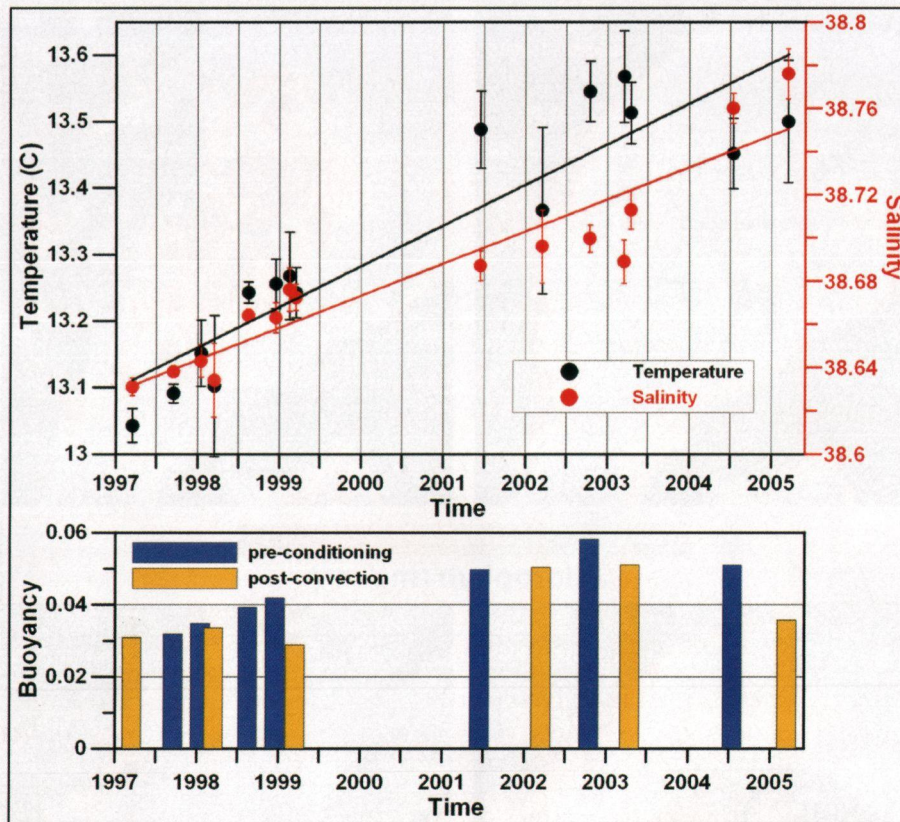 Temperature (C)
13.6
13.5
13.4
13.3
13.2
13.1
13
38.8
38.76
38.72
38.68
38.64
38.6
Salinity
Temperature
Salinity
1997 1998 1999 2000 2001 2002 2003 2004 2005
Time
Buoyancy
0.06
0.04
0.02
0
pre-conditioning
post-convection
1997 1998 1999 2000 2001 2002 2003 2004 2005
Time